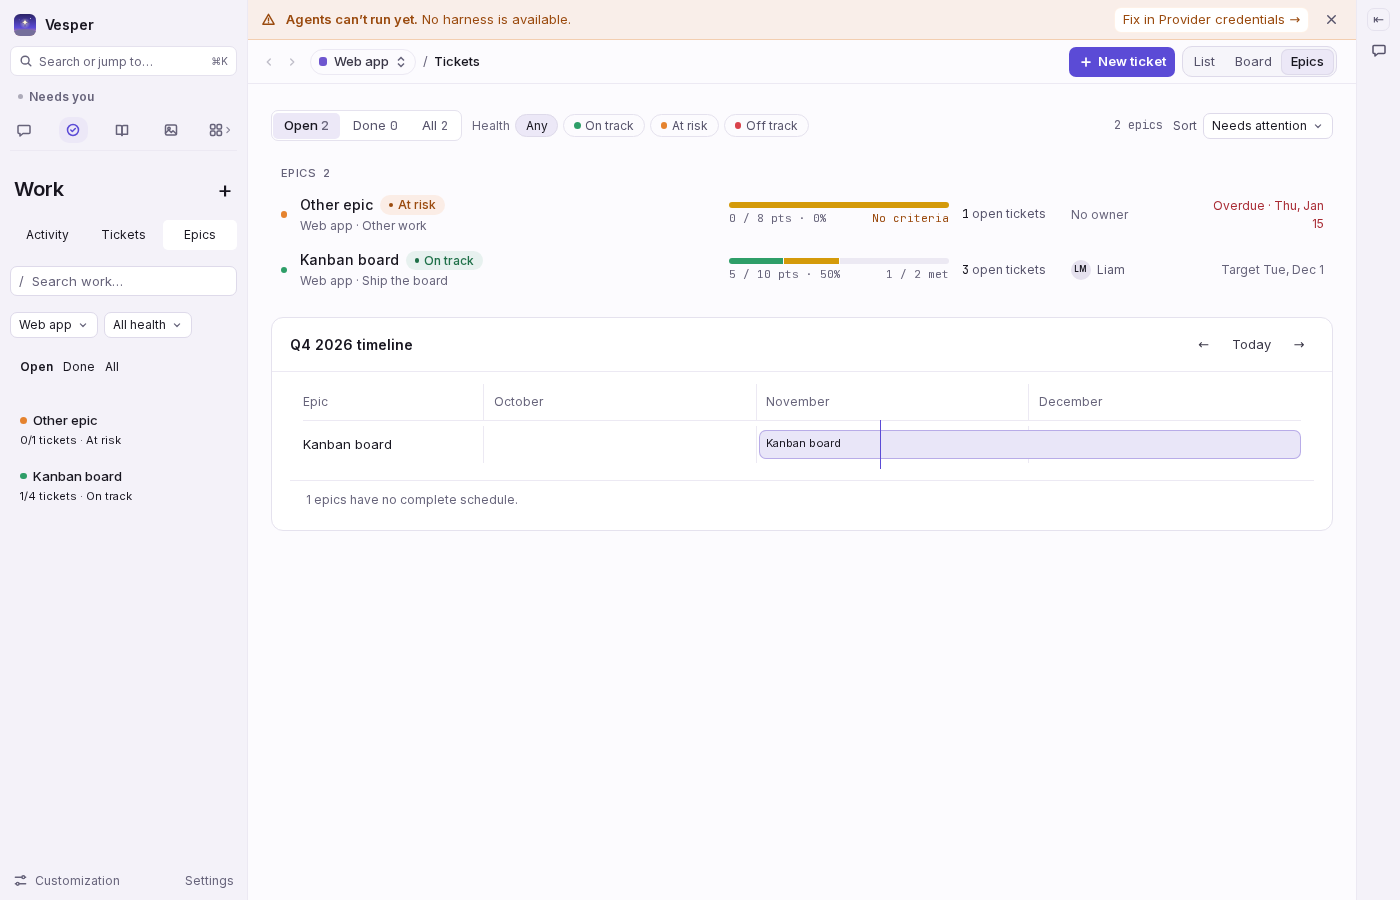 Vesper
Search or jump to… ⌘K
Needs you
Work
Activity Tickets Epics
/ Search work…
Web app All health
Open Done All
Other epic
0/1 tickets · At risk
Kanban board
1/4 tickets · On track
Customization Settings
Agents can’t run yet. No harness is available. Fix in Provider credentials →
Web app / Tickets New ticket List Board Epics
Open 2 Done 0 All 2 Health Any On track At risk Off track 2 epics Sort Needs attention
EPICS 2
Other epic At risk
Web app · Other work
0 / 8 pts · 0% No criteria
1 open tickets
No owner
Overdue · Thu, Jan
15
Kanban board On track
Web app · Ship the board
5 / 10 pts · 50% 1 / 2 met
3 open tickets
LM Liam
Target Tue, Dec 1
Q4 2026 timeline ← Today →
Epic October November December
Kanban board Kanban board
1 epics have no complete schedule.